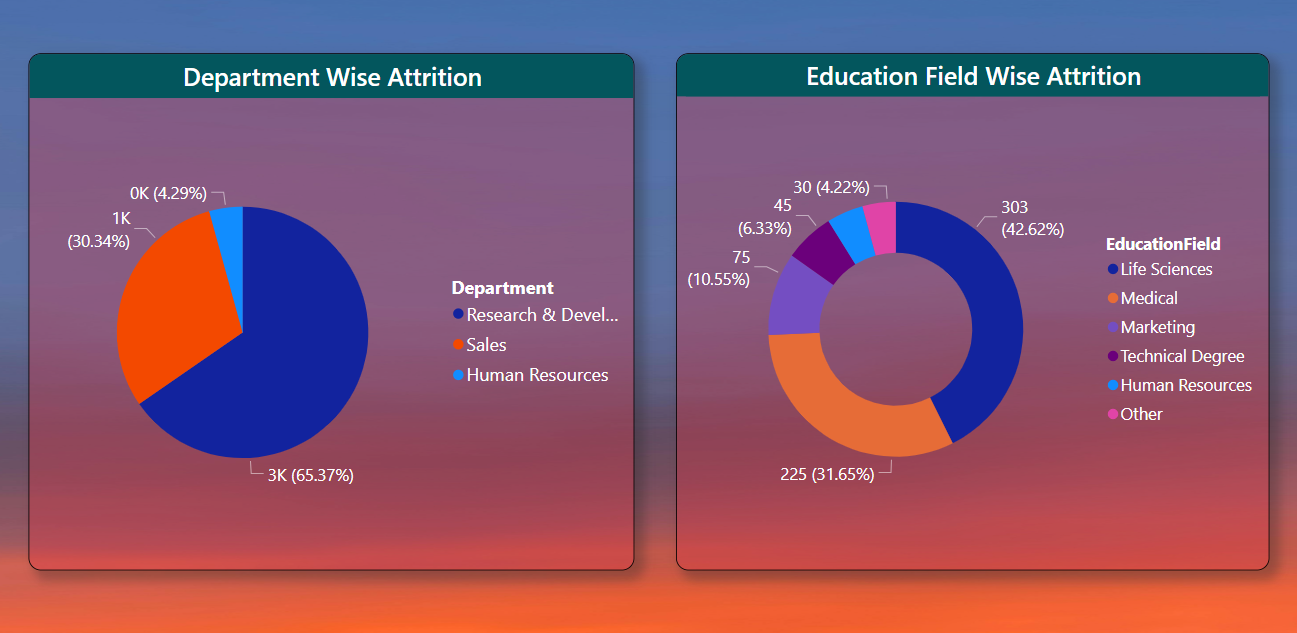 Department Wise Attrition
0K (4.29%)
1K
(30.34%)
3K (65.37%)
Department
Research & Devel...
Sales
Human Resources
Education Field Wise Attrition
30 (4.22%)
45
(6.33%)
75
(10.55%)
303
(42.62%)
225 (31.65%)
EducationField
Life Sciences
Medical
Marketing
Technical Degree
Human Resources
Other